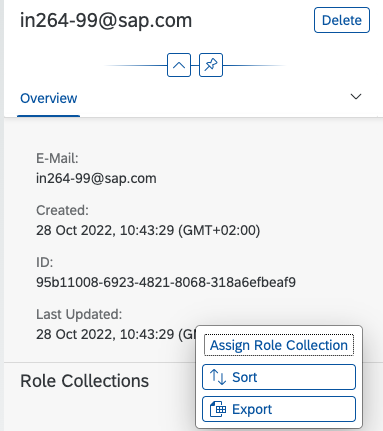 in264-99@sap.com
Delete
Overview
E-Mail:
in264-99@sap.com
Created:
28 Oct 2022, 10:43:29 (GMT+02:00)
ID:
95b11008-6923-4821-8068-318a6efbeaf9
Last Updated:
28 Oct 2022, 10:43:29 (G
Assign Role Collection
Role Collections
Sort
Export